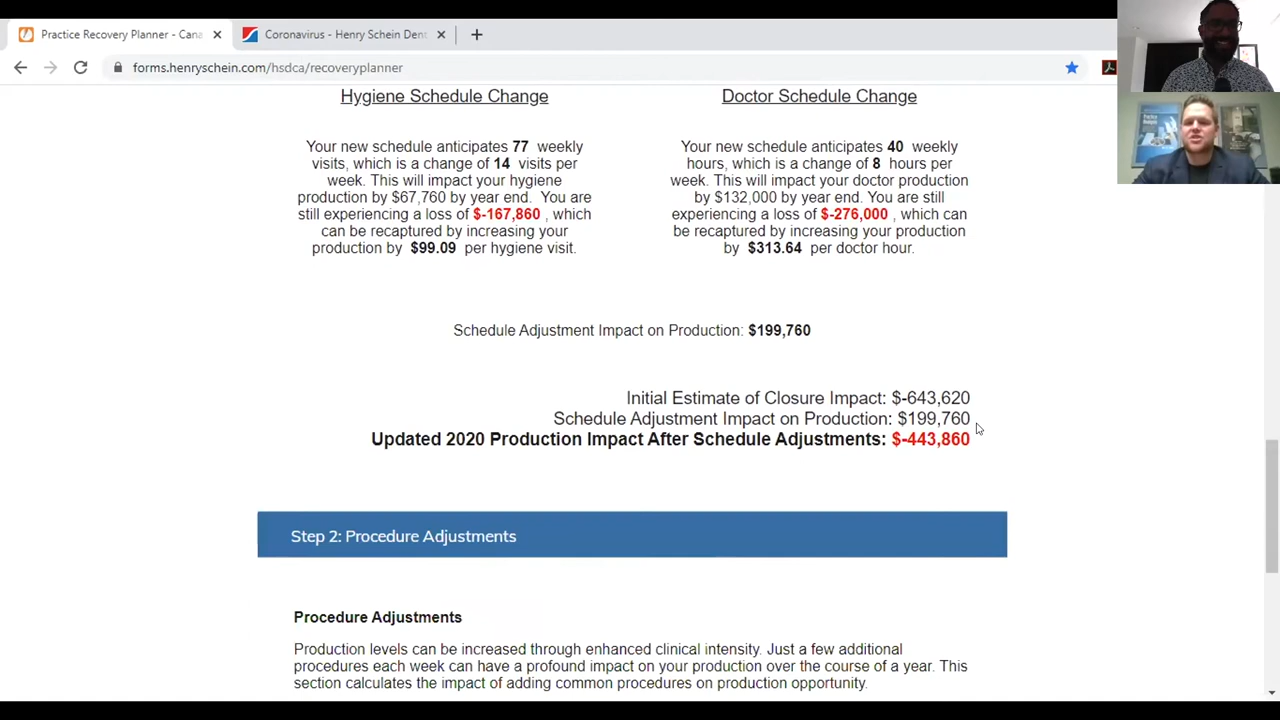 Practice Recovery Planner - Cana
Coronavirus - Henry Schein Dent
forms.henryschein.com/hsdca/recoveryplanner
Hygiene Schedule Change
Your new schedule anticipates 77 weekly
visits, which is a change of 14 visits per
week. This will impact your hygiene
production by $67,760 by year end. You are
still experiencing a loss of $-167,860 , which
can be recaptured by increasing your
production by $99.09 per hygiene visit.
Doctor Schedule Change
Your new schedule anticipates 40 weekly
hours, which is a change of 8 hours per
week. This will impact your doctor production
by $132,000 by year end. You are still
experiencing a loss of $-276,000 , which can
be recaptured by increasing your production
by $313.64 per doctor hour.
Schedule Adjustment Impact on Production: $199,760
Initial Estimate of Closure Impact: $-643,620
Schedule Adjustment Impact on Production: $199,760
Updated 2020 Production Impact After Schedule Adjustments: $-443,860
Step 2: Procedure Adjustments
Procedure Adjustments
Production levels can be increased through enhanced clinical intensity. Just a few additional
procedures each week can have a profound impact on your production over the course of a year. This
section calculates the impact of adding common procedures on production opportunity.